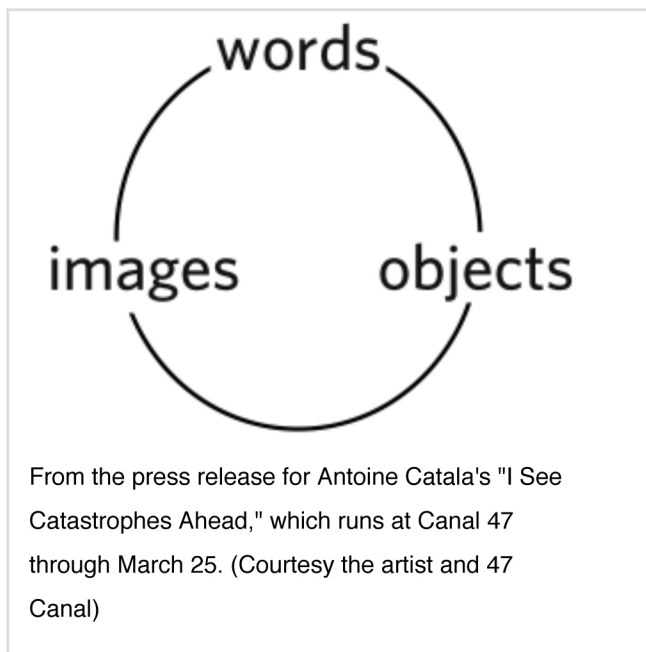 words
images objects
From the press release for Antoine Catala's "I See
Catastrophes Ahead," which runs at Canal 47
through March 25. (Courtesy the artist and 47
Canal)